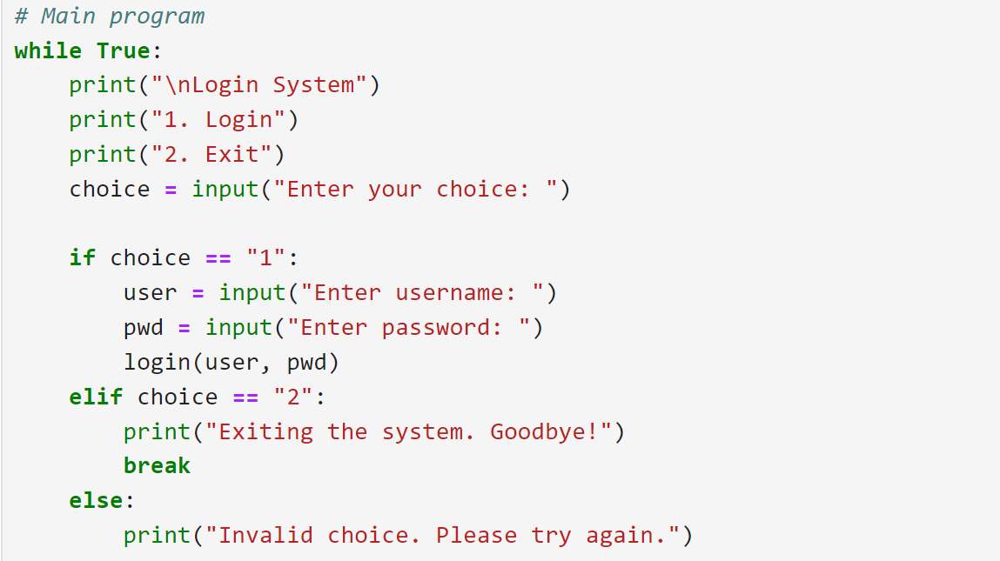 # Main program
while True:
    print("\nLogin System")
    print("1. Login")
    print("2. Exit")
    choice = input("Enter your choice: ")

    if choice == "1":
        user = input("Enter username: ")
        pwd = input("Enter password: ")
        login(user, pwd)
    elif choice == "2":
        print("Exiting the system. Goodbye!")
        break
    else:
        print("Invalid choice. Please try again.")